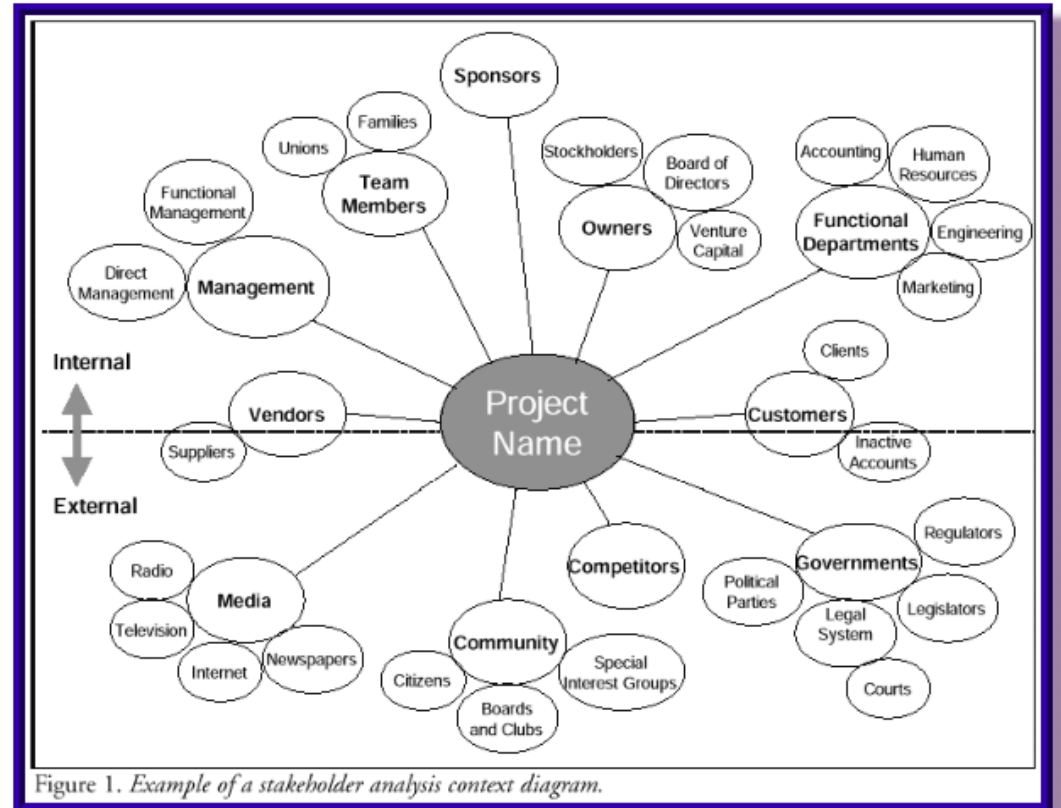 Sponsors
Families
Unions
Team
Members
Stockholders
Board of
Directors
Owners
Venture
Capital
Accounting
Human
Resources
Functional
Departments
Engineering
Marketing
Functional
Management
Direct
Management
Management
Internal
External
Vendors
Suppliers
Project
Name
Clients
Customers
Inactive
Accounts
Radio
Media
Television
Internet
Newspapers
Community
Citizens
Boards
and Clubs
Special
Interest Groups
Competitors
Governments
Regulators
Political
Parties
Legal
System
Legislators
Courts
Figure 1. Example of a stakeholder analysis context diagram.